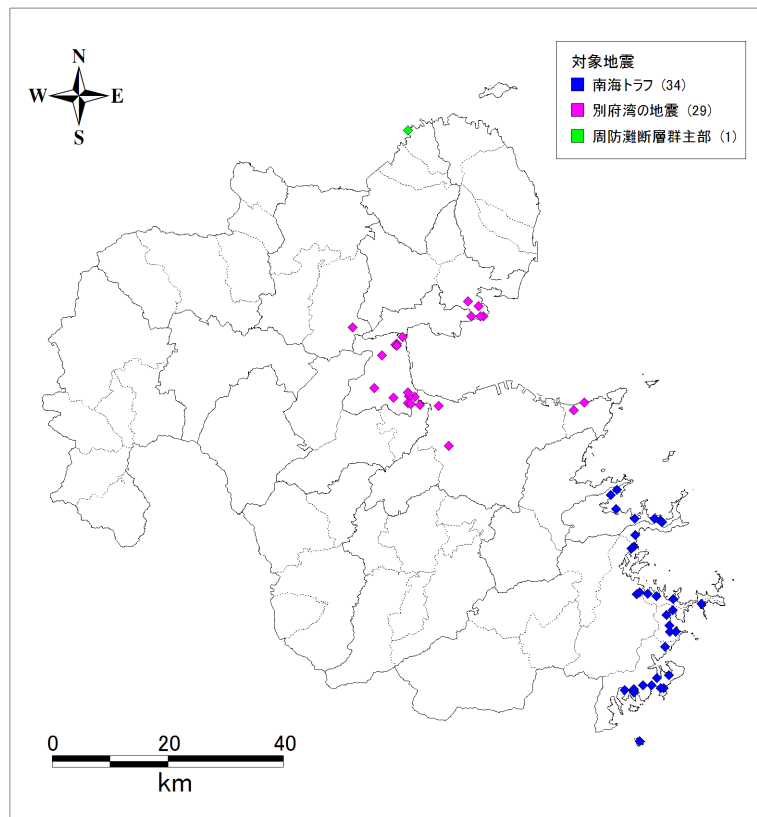 N
W E
S
対象地震
南海トラフ (34)
別府湾の地震 (29)
周防灘断層群主部 (1)
0 20 40
km